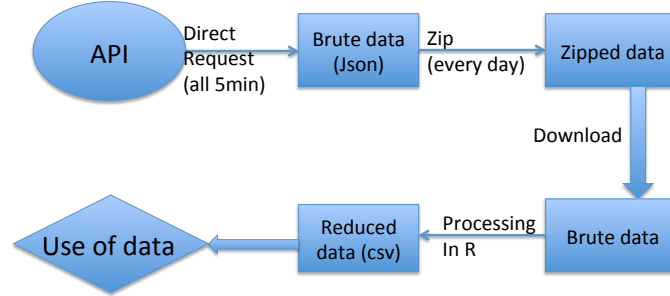 API
Direct
Request
(all 5min)
Brute data
(Json)
Zip
(every day)
Zipped data
Download
Brute data
Processing
In R
Reduced
data (csv)
Use of data